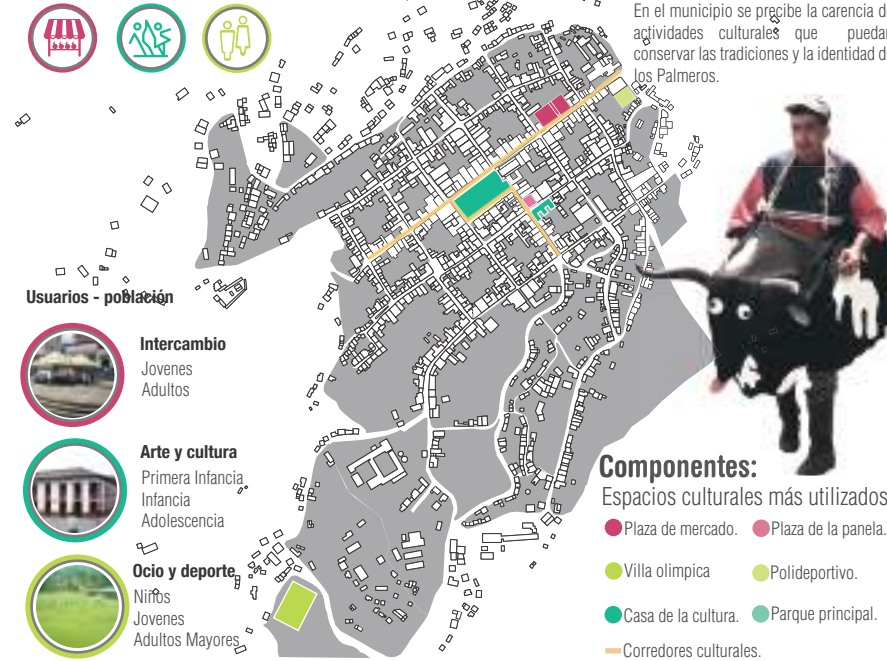 En el municipio se precibe la carencia d
actividades culturales que puedan
conservar las tradiciones y la identidad d
los Palmeros.
Usuarios - población
Intercambio
Jovenes
Adultos
Arte y cultura
Primera Infancia
Infancia
Adolescencia
Ocio y deporte
Niños
Jovenes
Adultos Mayores
Componentes:
Espacios culturales más utilizados
Plaza de mercado. Plaza de la panela.
Villa olimpica Polideportivo.
Casa de la cultura. Parque principal.
Corredores culturales.